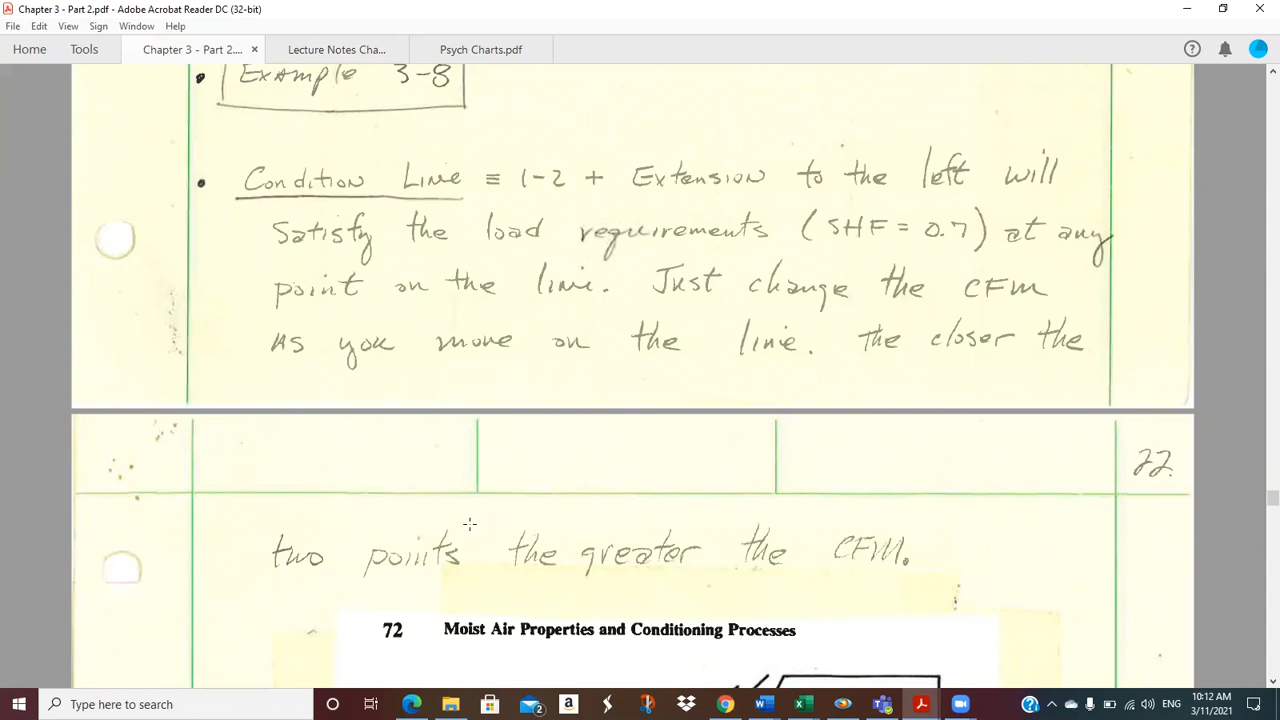 Chapter 3 - Part 2.pdf - Adobe Acrobat Reader DC (32-bit)
File Edit View Sign Window Help
Home Tools Chapter 3 - Part 2.... × Lecture Notes Cha... Psych Charts.pdf
• Example 3-8
• Condition Line ≡ 1-2 + Extension to the left will
satisfy the load requirements (SHF = 0.7) at any
point on the line. Just change the CFM
As you move on the line. The closer the
22.
two points the greater the CFM.
72 Moist Air Properties and Conditioning Processes
Type here to search
2
10:12 AM
3/11/2021